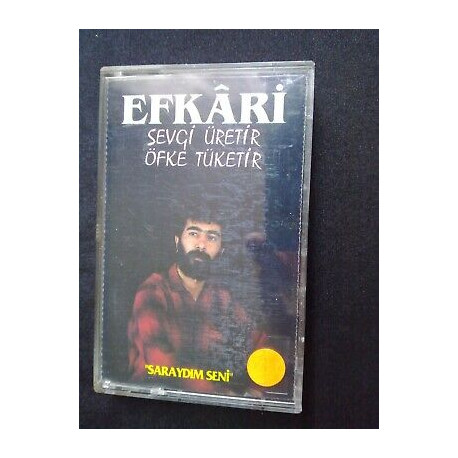 EFKÂRİ
SEVGİ ÜRETİR
ÖFKE TÜKETİR
"SARAYDIM SENİ"